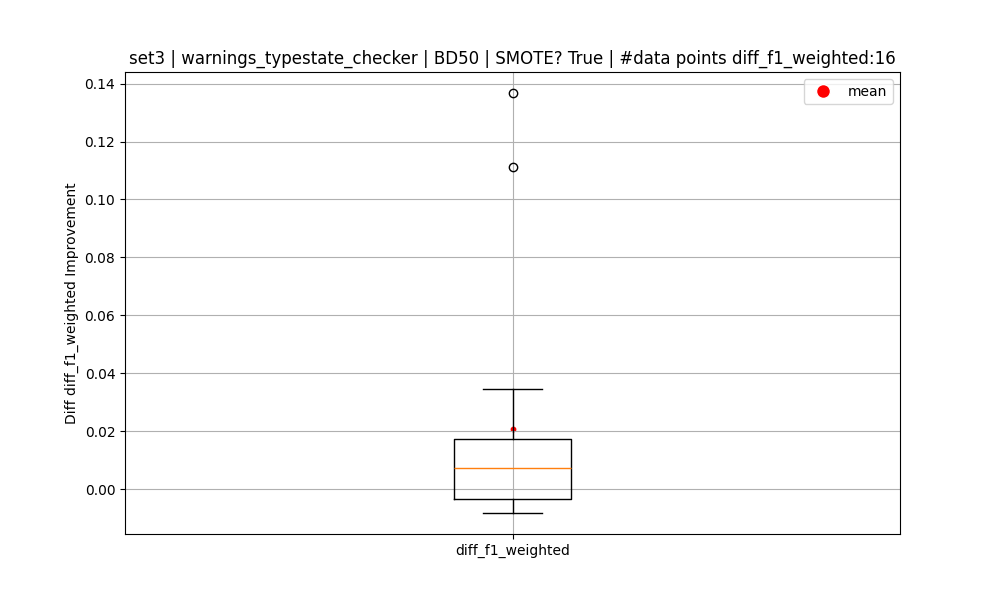 set3 | warnings_typestate_checker | BD50 | SMOTE? True | #data points diff_f1_weighted:16
mean
0.14
0.12
0.10
0.08
0.06
0.04
0.02
0.00
Diff diff_f1_weighted Improvement
diff_f1_weighted